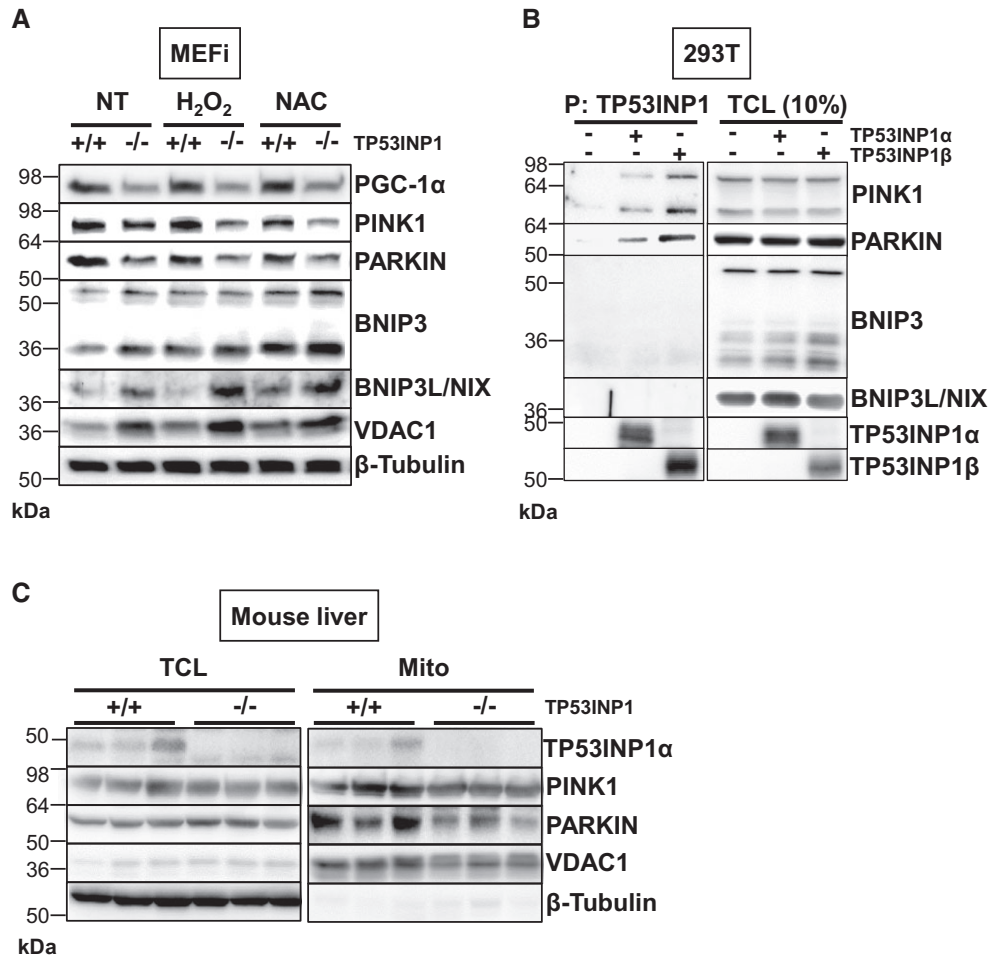 A
MEFi
NT H2O2 NAC
+/+ -/- +/+ -/- +/+ -/- TP53INP1
98 PGC-1α
98 PINK1
64 PARKIN
50
50 BNIP3
36
BNIP3L/NIX
36
36 VDAC1
β-Tubulin
50
kDa
B
293T
P: TP53INP1 TCL (10%)
- + - - + - TP53INP1α
- - + - - + TP53INP1β
98
64 PINK1
64 PARKIN
50
50
BNIP3
36
BNIP3L/NIX
36
50 TP53INP1α
TP53INP1β
50
kDa
C
Mouse liver
TCL Mito
+/+ -/- +/+ -/- TP53INP1
50 TP53INP1α
98 PINK1
64 PARKIN
50
36 VDAC1
β-Tubulin
50
kDa